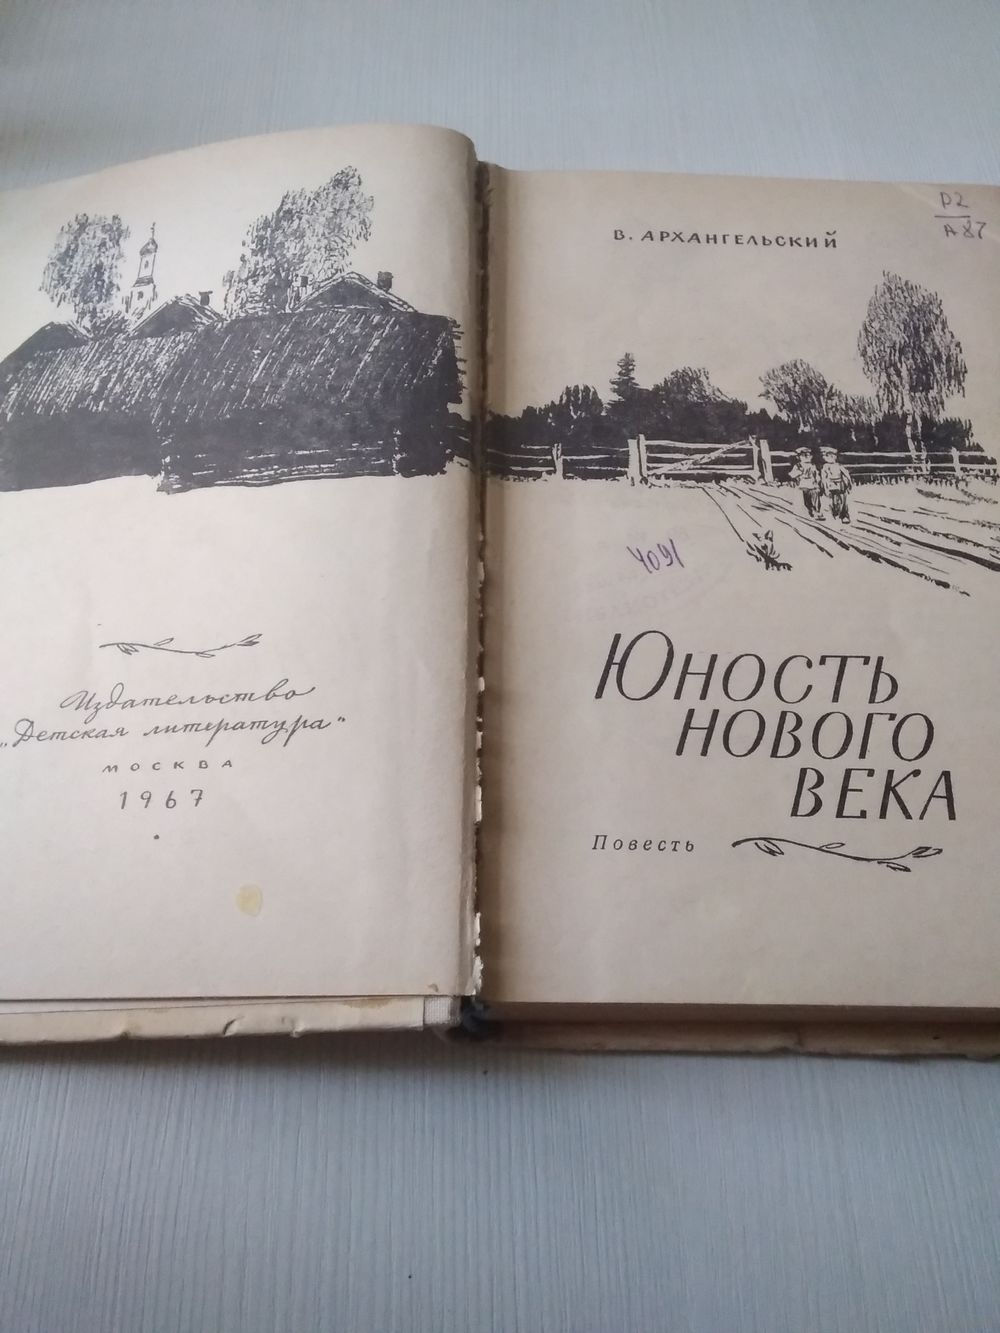 Издательство
„Детская литература"
МОСКВА
1967
Р2
А87
В. АРХАНГЕЛЬСКИЙ
4091
ЮНОСТЬ
НОВОГО
ВЕКА
Повесть